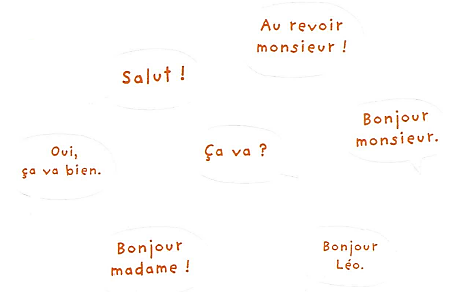 Au revoir
monsieur !
Salut !
Bonjour
monsieur.
Oui,
ça va bien.
Ça va ?
Bonjour
madame !
Bonjour
Léo.